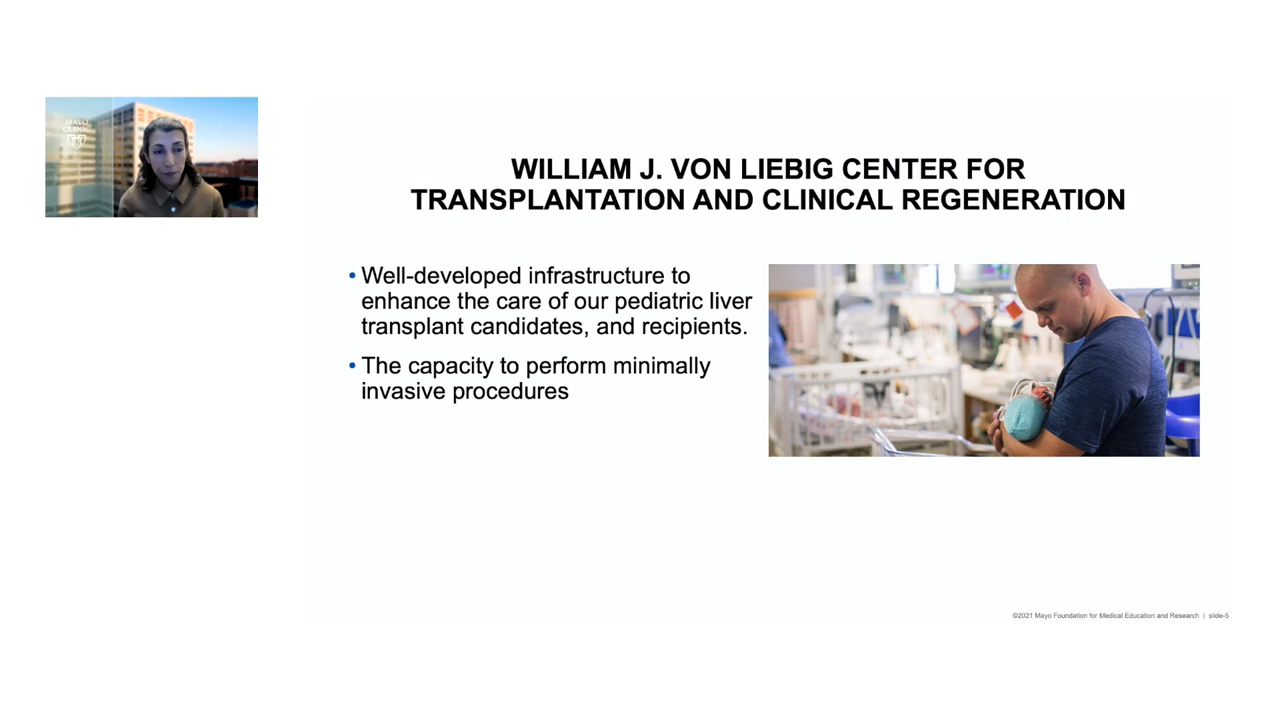 MAYO
CLINIC
WILLIAM J. VON LIEBIG CENTER FOR
TRANSPLANTATION AND CLINICAL REGENERATION
• Well-developed infrastructure to
enhance the care of our pediatric liver
transplant candidates, and recipients.
• The capacity to perform minimally
invasive procedures
©2021 Mayo Foundation for Medical Education and Research | slide-5